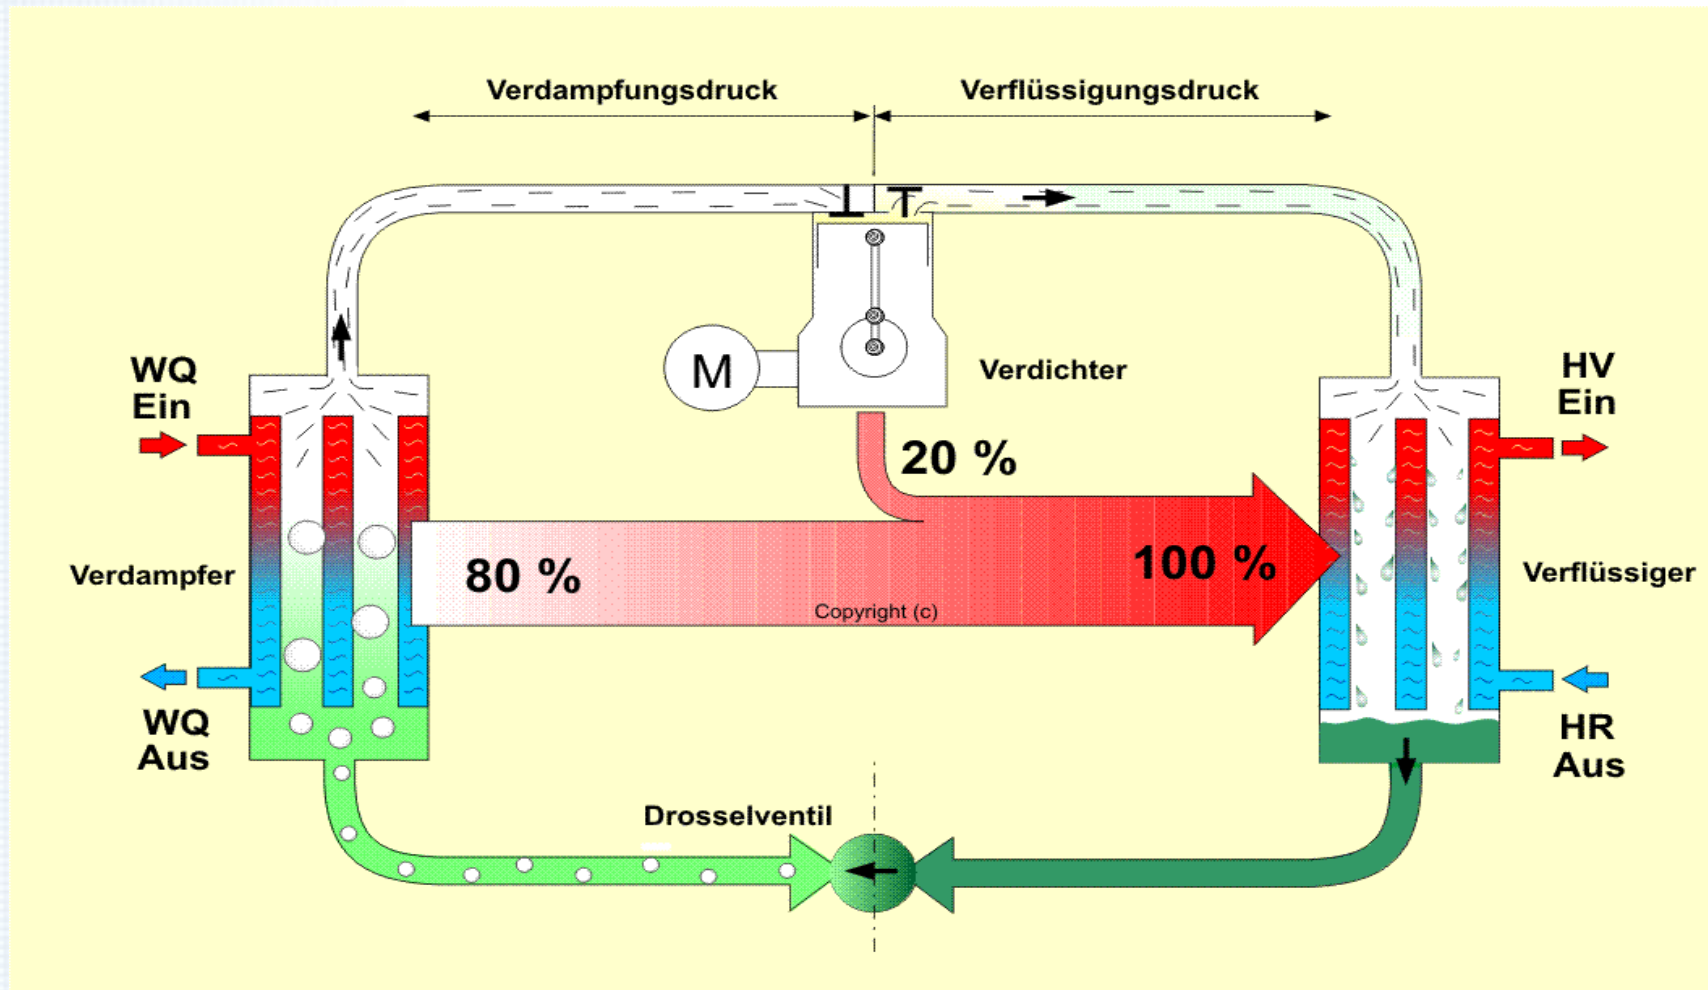 Verdampfungsdruck
Verflüssigungsdruck
WQ
Ein
M
Verdichter
HV
Ein
20 %
Verdampfer
80 %
100 %
Verflüssiger
Copyright (c)
WQ
Aus
HR
Aus
Drosselventil